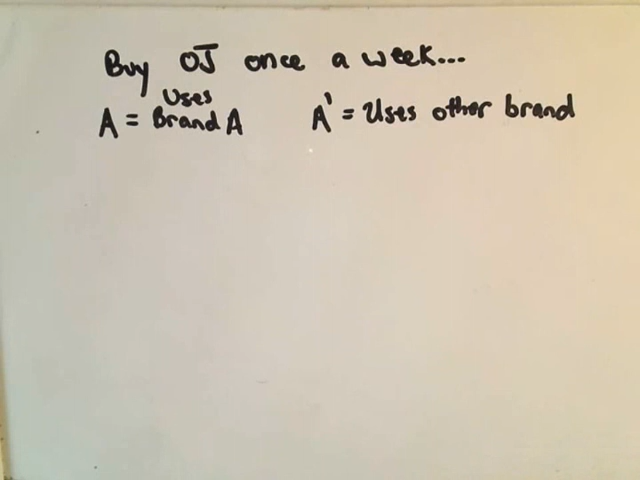 Buy OJ once a week...
A = Uses Brand A
A' = Uses other brand